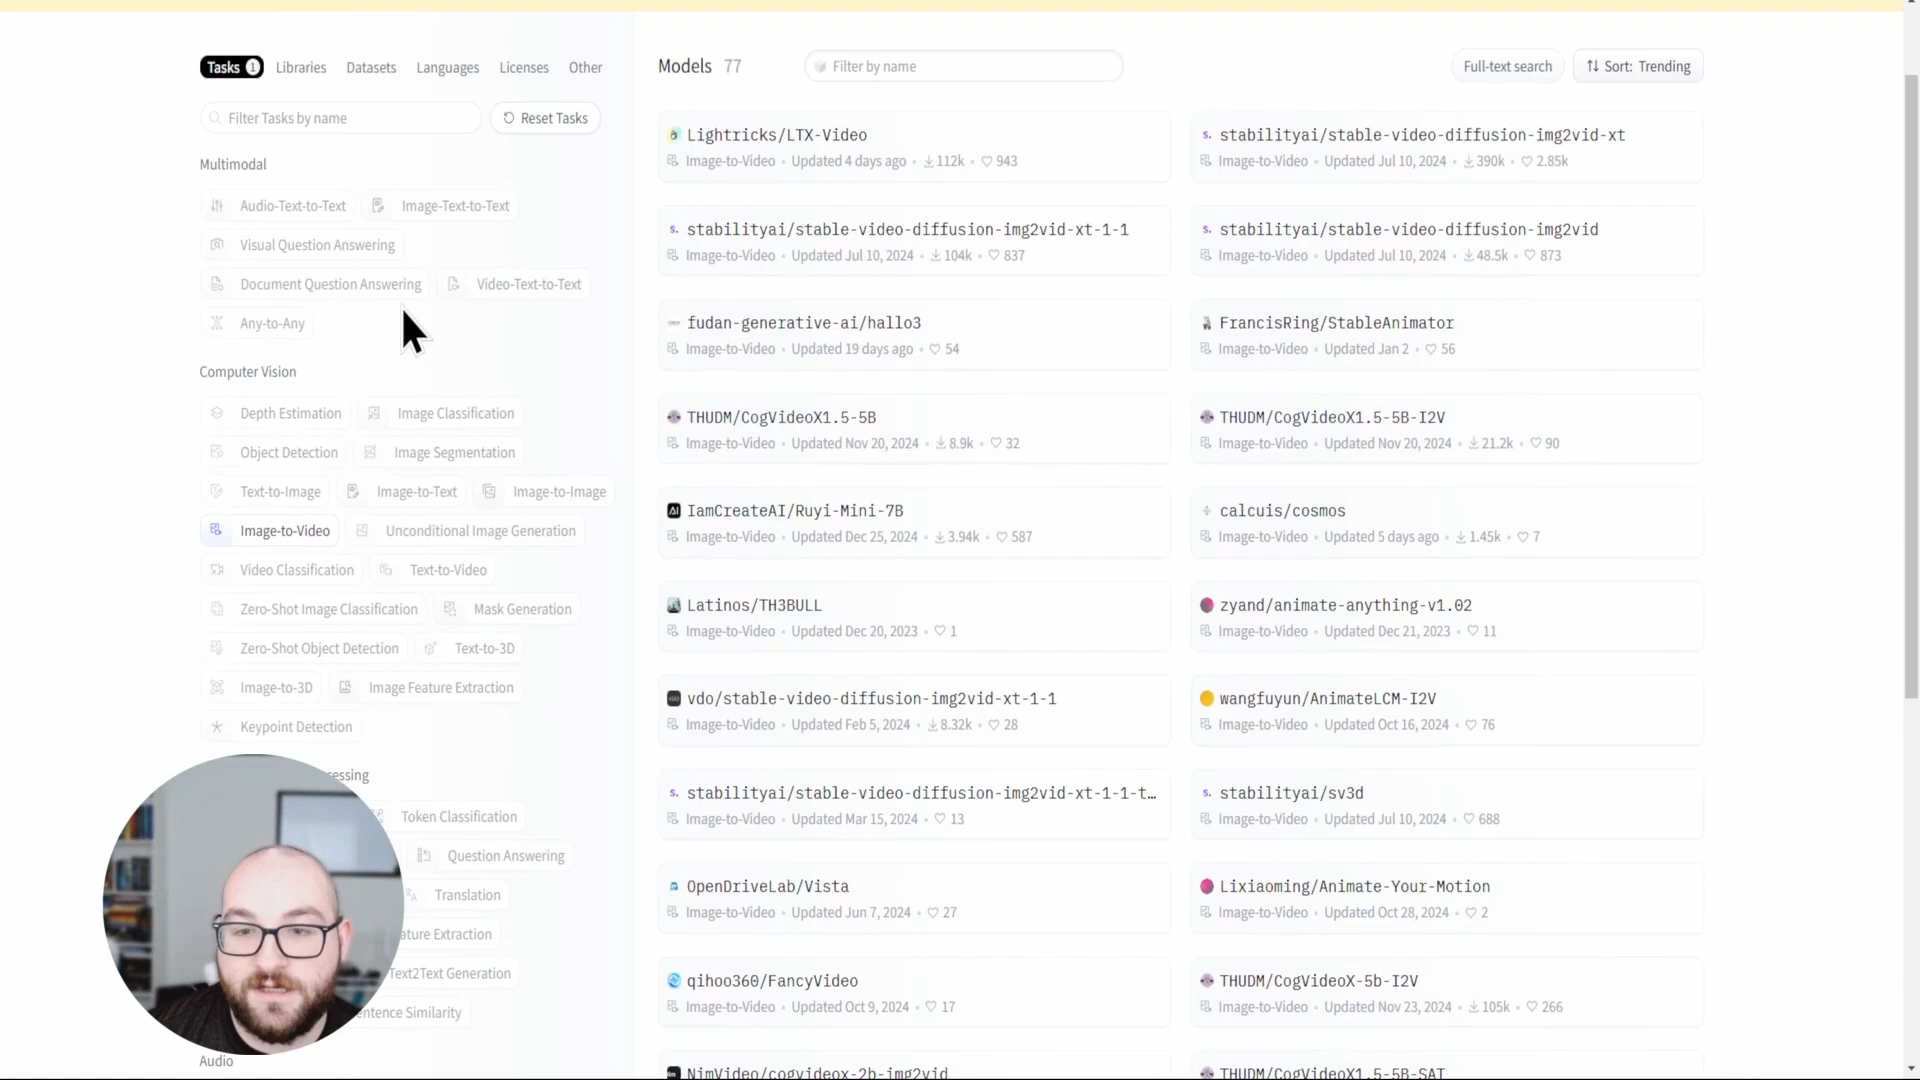 Tasks 1 Libraries Datasets Languages Licenses Other
Filter Tasks by name Reset Tasks
Multimodal
Audio-Text-to-Text Image-Text-to-Text
Visual Question Answering
Document Question Answering Video-Text-to-Text
Any-to-Any
Computer Vision
Depth Estimation Image Classification
Object Detection Image Segmentation
Text-to-Image Image-to-Text Image-to-Image
Image-to-Video Unconditional Image Generation
Video Classification Text-to-Video
Zero-Shot Image Classification Mask Generation
Zero-Shot Object Detection Text-to-3D
Image-to-3D Image Feature Extraction
Keypoint Detection
essing
Token Classification
Question Answering
Translation
ature Extraction
Text2Text Generation
entence Similarity
Audio
Models 77 Filter by name Full-text search Sort: Trending
Lightricks/LTX-Video
Image-to-Video • Updated 4 days ago • 112k • 943
stabilityai/stable-video-diffusion-img2vid-xt
Image-to-Video • Updated Jul 10, 2024 • 390k • 2.85k
stabilityai/stable-video-diffusion-img2vid-xt-1-1
Image-to-Video • Updated Jul 10, 2024 • 104k • 837
stabilityai/stable-video-diffusion-img2vid
Image-to-Video • Updated Jul 10, 2024 • 48.5k • 873
fudan-generative-ai/hallo3
Image-to-Video • Updated 19 days ago • 54
FrancisRing/StableAnimator
Image-to-Video • Updated Jan 2 • 56
THUDM/CogVideoX1.5-5B
Image-to-Video • Updated Nov 20, 2024 • 8.9k • 32
THUDM/CogVideoX1.5-5B-I2V
Image-to-Video • Updated Nov 20, 2024 • 21.2k • 90
IamCreateAI/Ruyi-Mini-7B
Image-to-Video • Updated Dec 25, 2024 • 3.94k • 587
calcuis/cosmos
Image-to-Video • Updated 5 days ago • 1.45k • 7
Latinos/TH3BULL
Image-to-Video • Updated Dec 20, 2023 • 1
zyand/animate-anything-v1.02
Image-to-Video • Updated Dec 21, 2023 • 11
vdo/stable-video-diffusion-img2vid-xt-1-1
Image-to-Video • Updated Feb 5, 2024 • 8.32k • 28
wangfuyun/AnimateLCM-I2V
Image-to-Video • Updated Oct 16, 2024 • 76
stabilityai/stable-video-diffusion-img2vid-xt-1-1-t…
Image-to-Video • Updated Mar 15, 2024 • 13
stabilityai/sv3d
Image-to-Video • Updated Jul 10, 2024 • 688
OpenDriveLab/Vista
Image-to-Video • Updated Jun 7, 2024 • 27
Lixiaoming/Animate-Your-Motion
Image-to-Video • Updated Oct 28, 2024 • 2
qihoo360/FancyVideo
Image-to-Video • Updated Oct 9, 2024 • 17
THUDM/CogVideoX-5b-I2V
Image-to-Video • Updated Nov 23, 2024 • 105k • 266
NimVideo/cogvideox-2b-img2vid
THUDM/CogVideoX1.5-5B-SAT